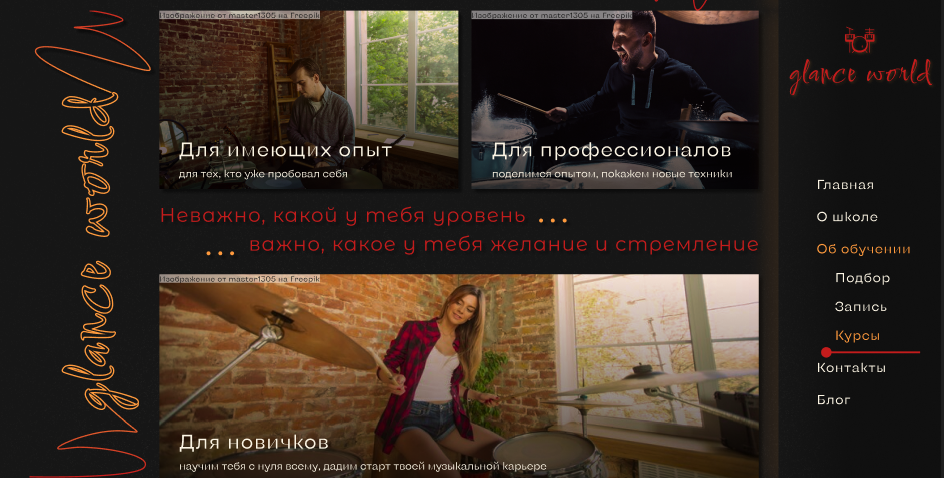 glance world
Изображение от master1305 на Freepik
Для имеющих опыт
для тех, кто уже пробовал себя
Изображение от master1305 на Freepik
Для профессионалов
поделимся опытом, покажем новые техники
Неважно, какой у тебя уровень ...
... важно, какое у тебя желание и стремление
Изображение от master1305 на Freepik
Для новичков
научим тебя с нуля всему, дадим старт твоей музыкальной карьере
glance world
Главная
О школе
Об обучении
Подбор
Запись
Курсы
Контакты
Блог